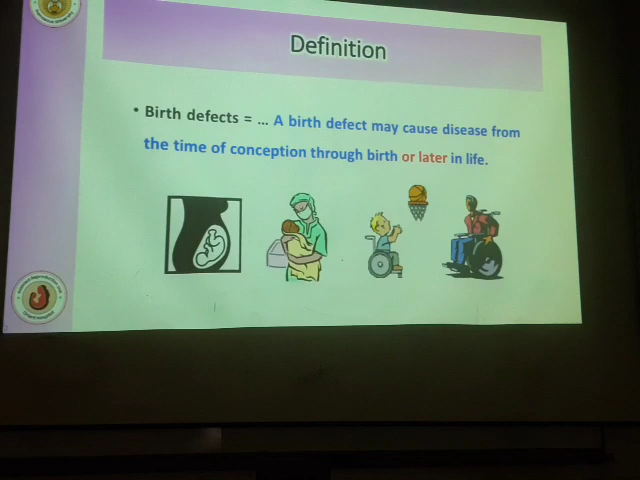 Definition
• Birth defects = ... A birth defect may cause disease from
the time of conception through birth or later in life.